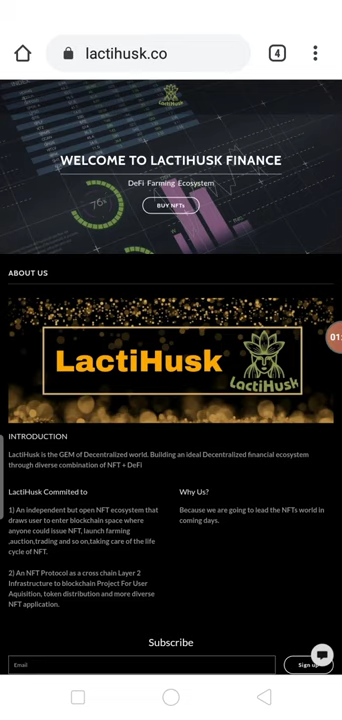 lactihusk.co
4
LactiHusk
WELCOME TO LACTIHUSK FINANCE
DeFi Farming Ecosystem
76%
BUY NFTs
ABOUT US
LactiHusk
LactiHusk
01:
INTRODUCTION
LactiHusk is the GEM of Decentralized world. Building an ideal Decentralized financial ecosystem
through diverse combination of NFT + DeFi
LactiHusk Commited to
1) An independent but open NFT ecosystem that
draws user to enter blockchain space where
anyone could issue NFT, launch farming
,auction,trading and so on,taking care of the life
cycle of NFT.
2) An NFT Protocol as a cross chain Layer 2
Infrastructure to blockchain Project For User
Aquisition, token distribution and more diverse
NFT application.
Why Us?
Because we are going to lead the NFTs world in
coming days.
Subscribe
Email
Sign up